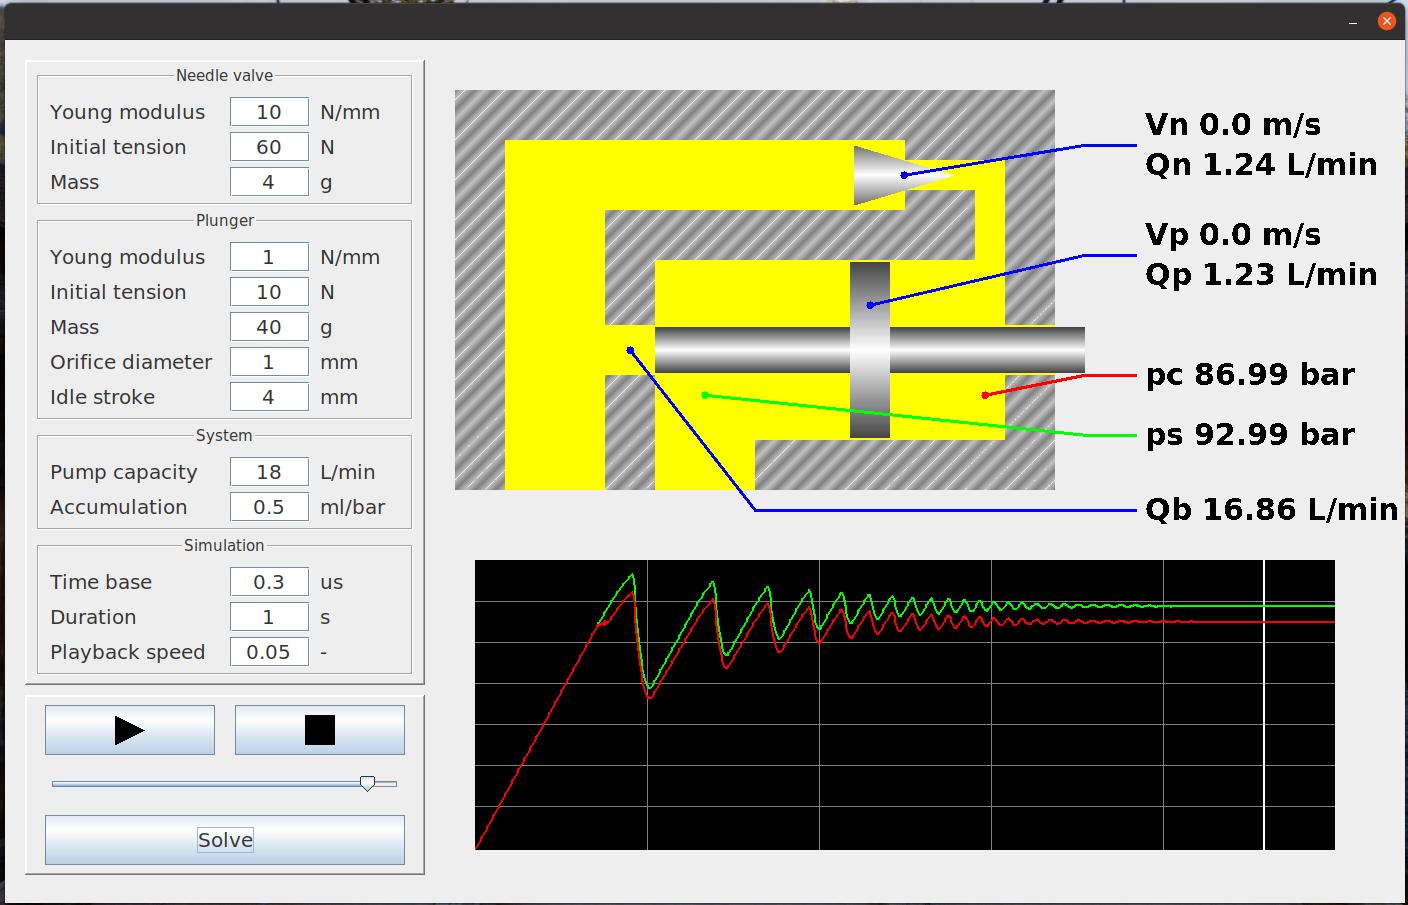 Needle valve
Young modulus 10 N/mm
Initial tension 60 N
Mass 4 g
Plunger
Young modulus 1 N/mm
Initial tension 10 N
Mass 40 g
Orifice diameter 1 mm
Idle stroke 4 mm
System
Pump capacity 18 L/min
Accumulation 0.5 ml/bar
Simulation
Time base 0.3 us
Duration 1 s
Playback speed 0.05 -
Solve
Vn 0.0 m/s
Qn 1.24 L/min
Vp 0.0 m/s
Qp 1.23 L/min
pc 86.99 bar
ps 92.99 bar
Qb 16.86 L/min